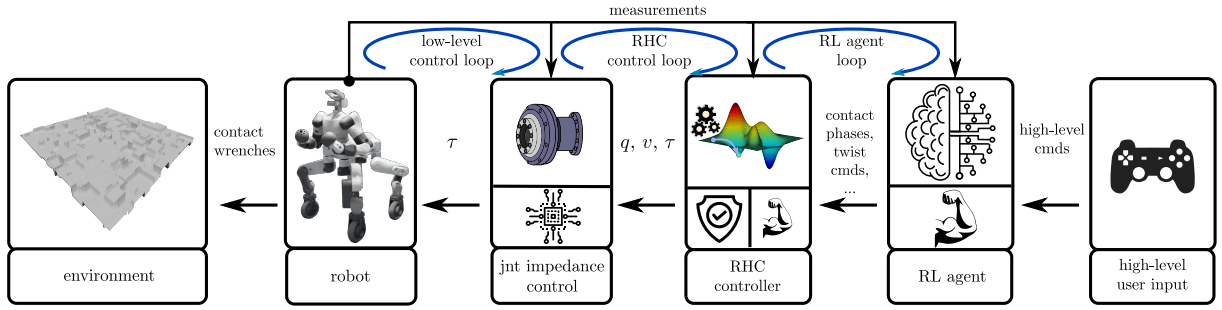 measurements
low-level
control loop
RHC
control loop
RL agent
loop
contact
wrenches
τ
q, v, τ
contact
phases,
twist
cmds,
...
high-level
cmds
environment
robot
jnt impedance
control
RHC
controller
RL agent
high-level
user input